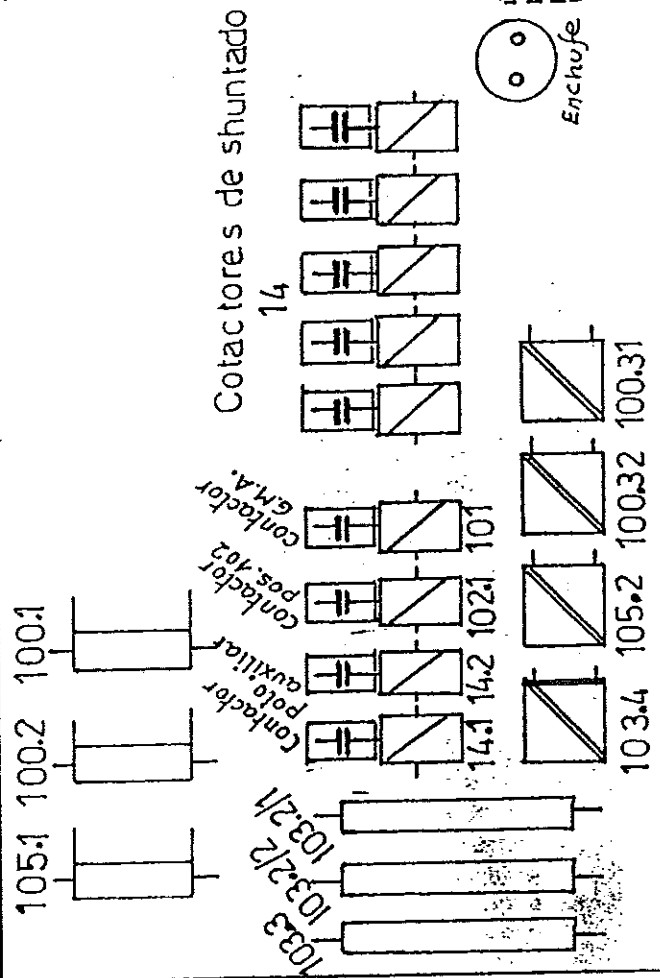 105.1 100.2 100.1
Cotactores de shuntado
14
103.3 103.2/2 103.2/1
Contactor
polo
auxiliar
contactor
pos. 102
contactor
G.M.A.
14.1 14.2 102.1 101
103.4 105.2 100.32 100.31
Enchufe